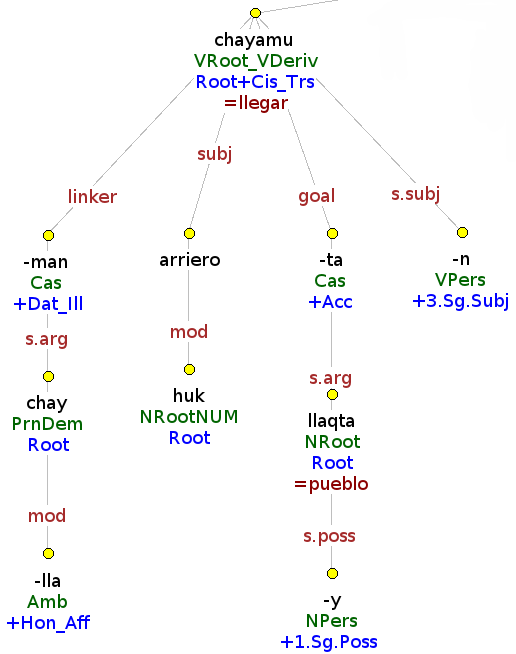 chayamu
VRoot_VDeriv
Root+Cis_Trs
=llegar
linker
subj
goal
s.subj
-man
Cas
+Dat_Ill
arriero
-ta
Cas
+Acc
-n
VPers
+3.Sg.Subj
s.arg
mod
s.arg
chay
PrnDem
Root
huk
NRootNUM
Root
llaqta
NRoot
Root
=pueblo
mod
s.poss
-lla
Amb
+Hon_Aff
-y
NPers
+1.Sg.Poss